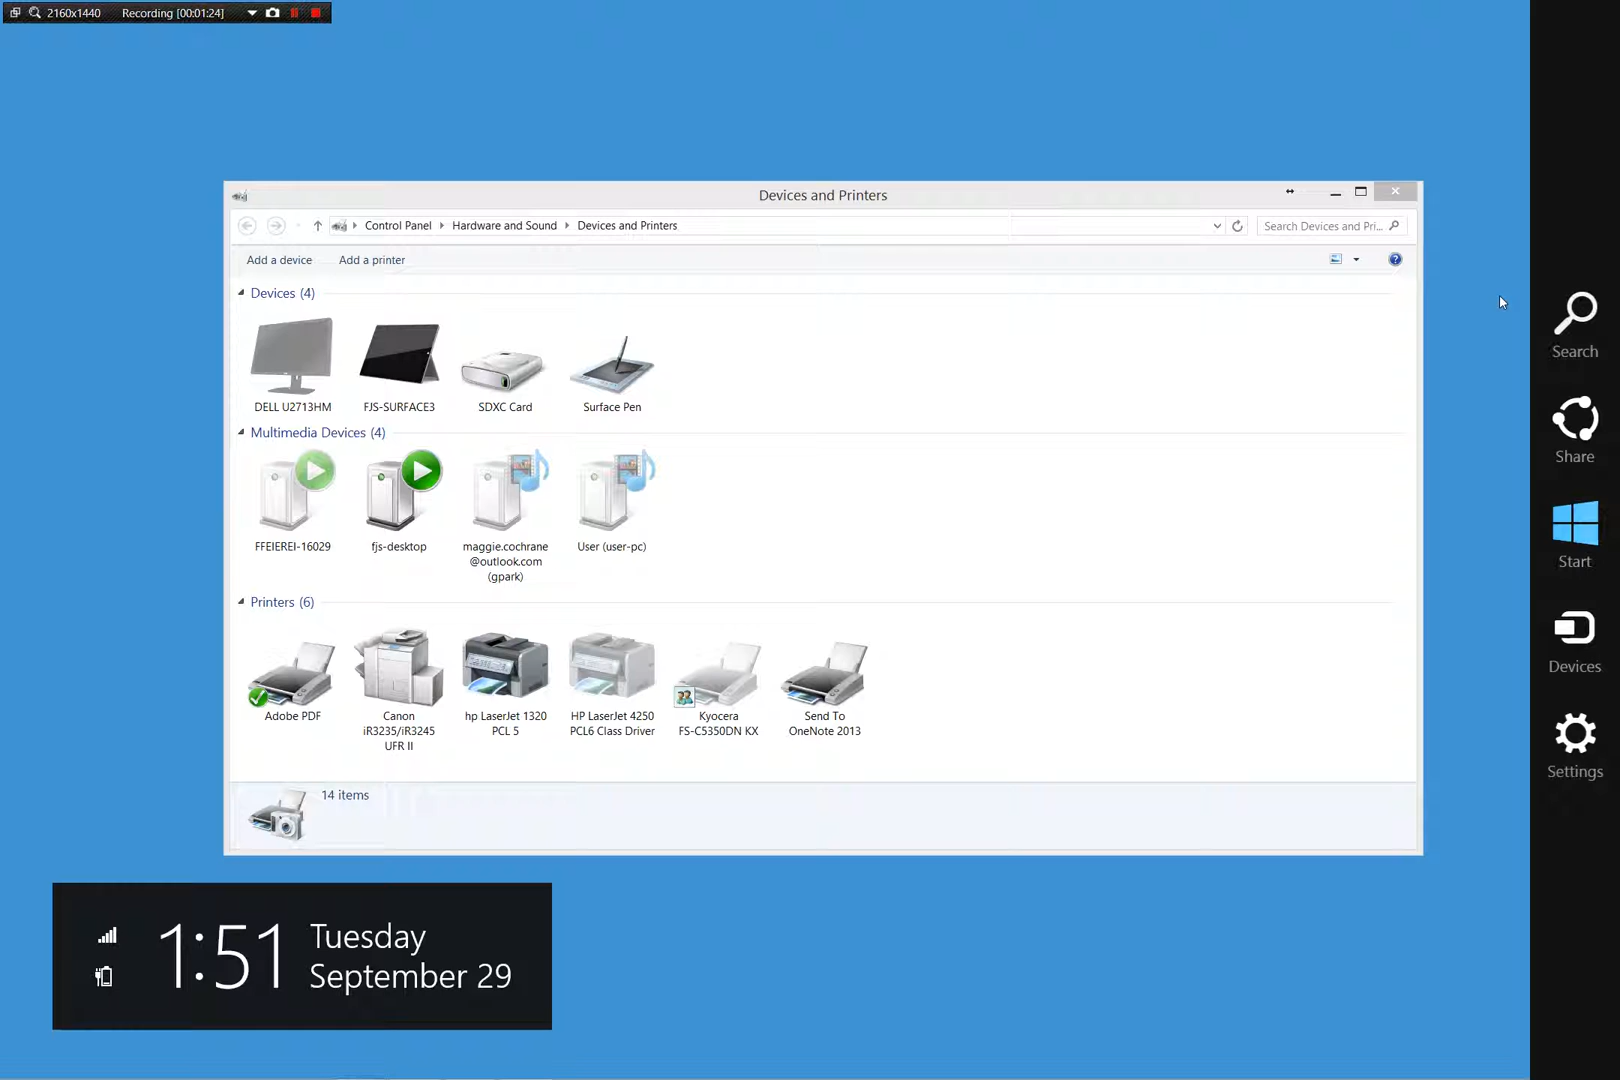 2160x1440 Recording [00:01:24]
Devices and Printers
Control Panel Hardware and Sound Devices and Printers
Search Devices and Pri...
Add a device Add a printer
Devices (4)
DELL U2713HM
FJS-SURFACE3
SDXC Card
Surface Pen
Multimedia Devices (4)
FFEIEREI-16029
fjs-desktop
maggie.cochrane
@outlook.com
(gpark)
User (user-pc)
Printers (6)
Adobe PDF
Canon
iR3235/iR3245
UFR II
hp LaserJet 1320
PCL 5
HP LaserJet 4250
PCL6 Class Driver
Kyocera
FS-C5350DN KX
Send To
OneNote 2013
14 items
Search
Share
Start
Devices
Settings
1:51
Tuesday
September 29